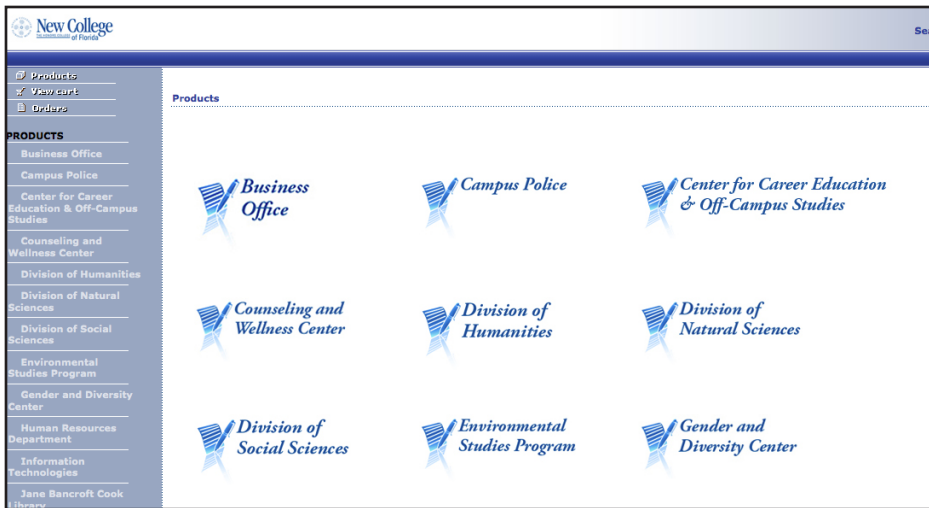 New College
of Florida
Sea
Products
View cart
Orders
PRODUCTS
Business Office
Campus Police
Center for Career
Education & Off-Campus
Studies
Counseling and
Wellness Center
Division of Humanities
Division of Natural
Sciences
Division of Social
Sciences
Environmental
Studies Program
Gender and Diversity
Center
Human Resources
Department
Information
Technologies
Jane Bancroft Cook
Library
Products
Business
Office
Campus Police
Center for Career Education
& Off-Campus Studies
Counseling and
Wellness Center
Division of
Humanities
Division of
Natural Sciences
Division of
Social Sciences
Environmental
Studies Program
Gender and
Diversity Center